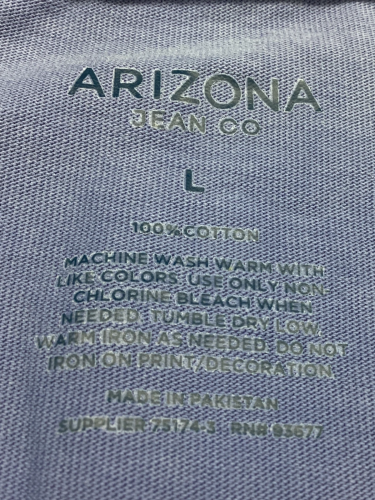 ARIZONA
JEAN CO
L
100% COTTON
MACHINE WASH WARM WITH
LIKE COLORS. USE ONLY NON-
CHLORINE BLEACH WHEN
NEEDED. TUMBLE DRY LOW.
WARM IRON AS NEEDED. DO NOT
IRON ON PRINT/DECORATION.
MADE IN PAKISTAN
SUPPLIER 75174-3 RN# 93677